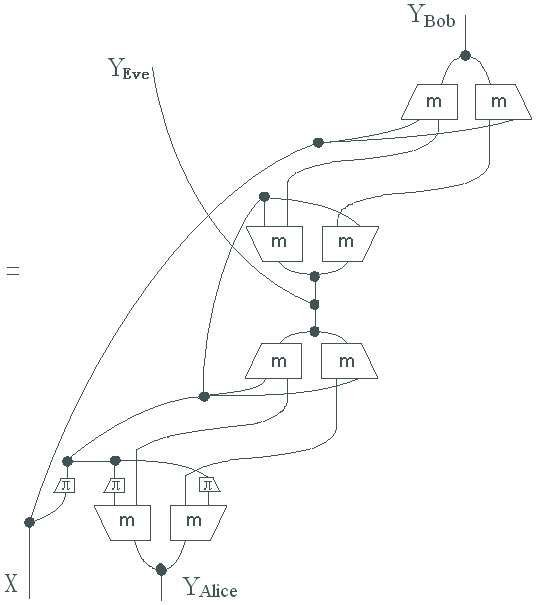 Y_Bob
Y_Eve
m m
m m
=
m m
π π π
m m
X Y_Alice